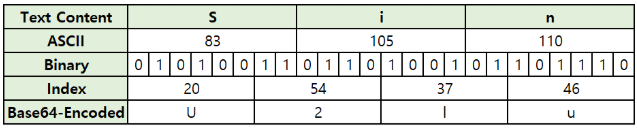 Text Content S i n
ASCII 83 105 110
Binary 0 1 0 1 0 0 1 1 0 1 1 0 1 0 0 1 0 1 1 0 1 1 1 0
Index 20 54 37 46
Base64-Encoded U 2 l u